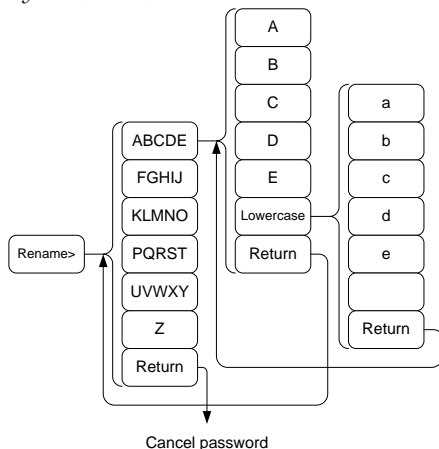 Rename>
ABCDE
FGHIJ
KLMNO
PQRST
UVWXY
Z
Return
A
B
C
D
E
Lowercase
Return
a
b
c
d
e
Return
Cancel password